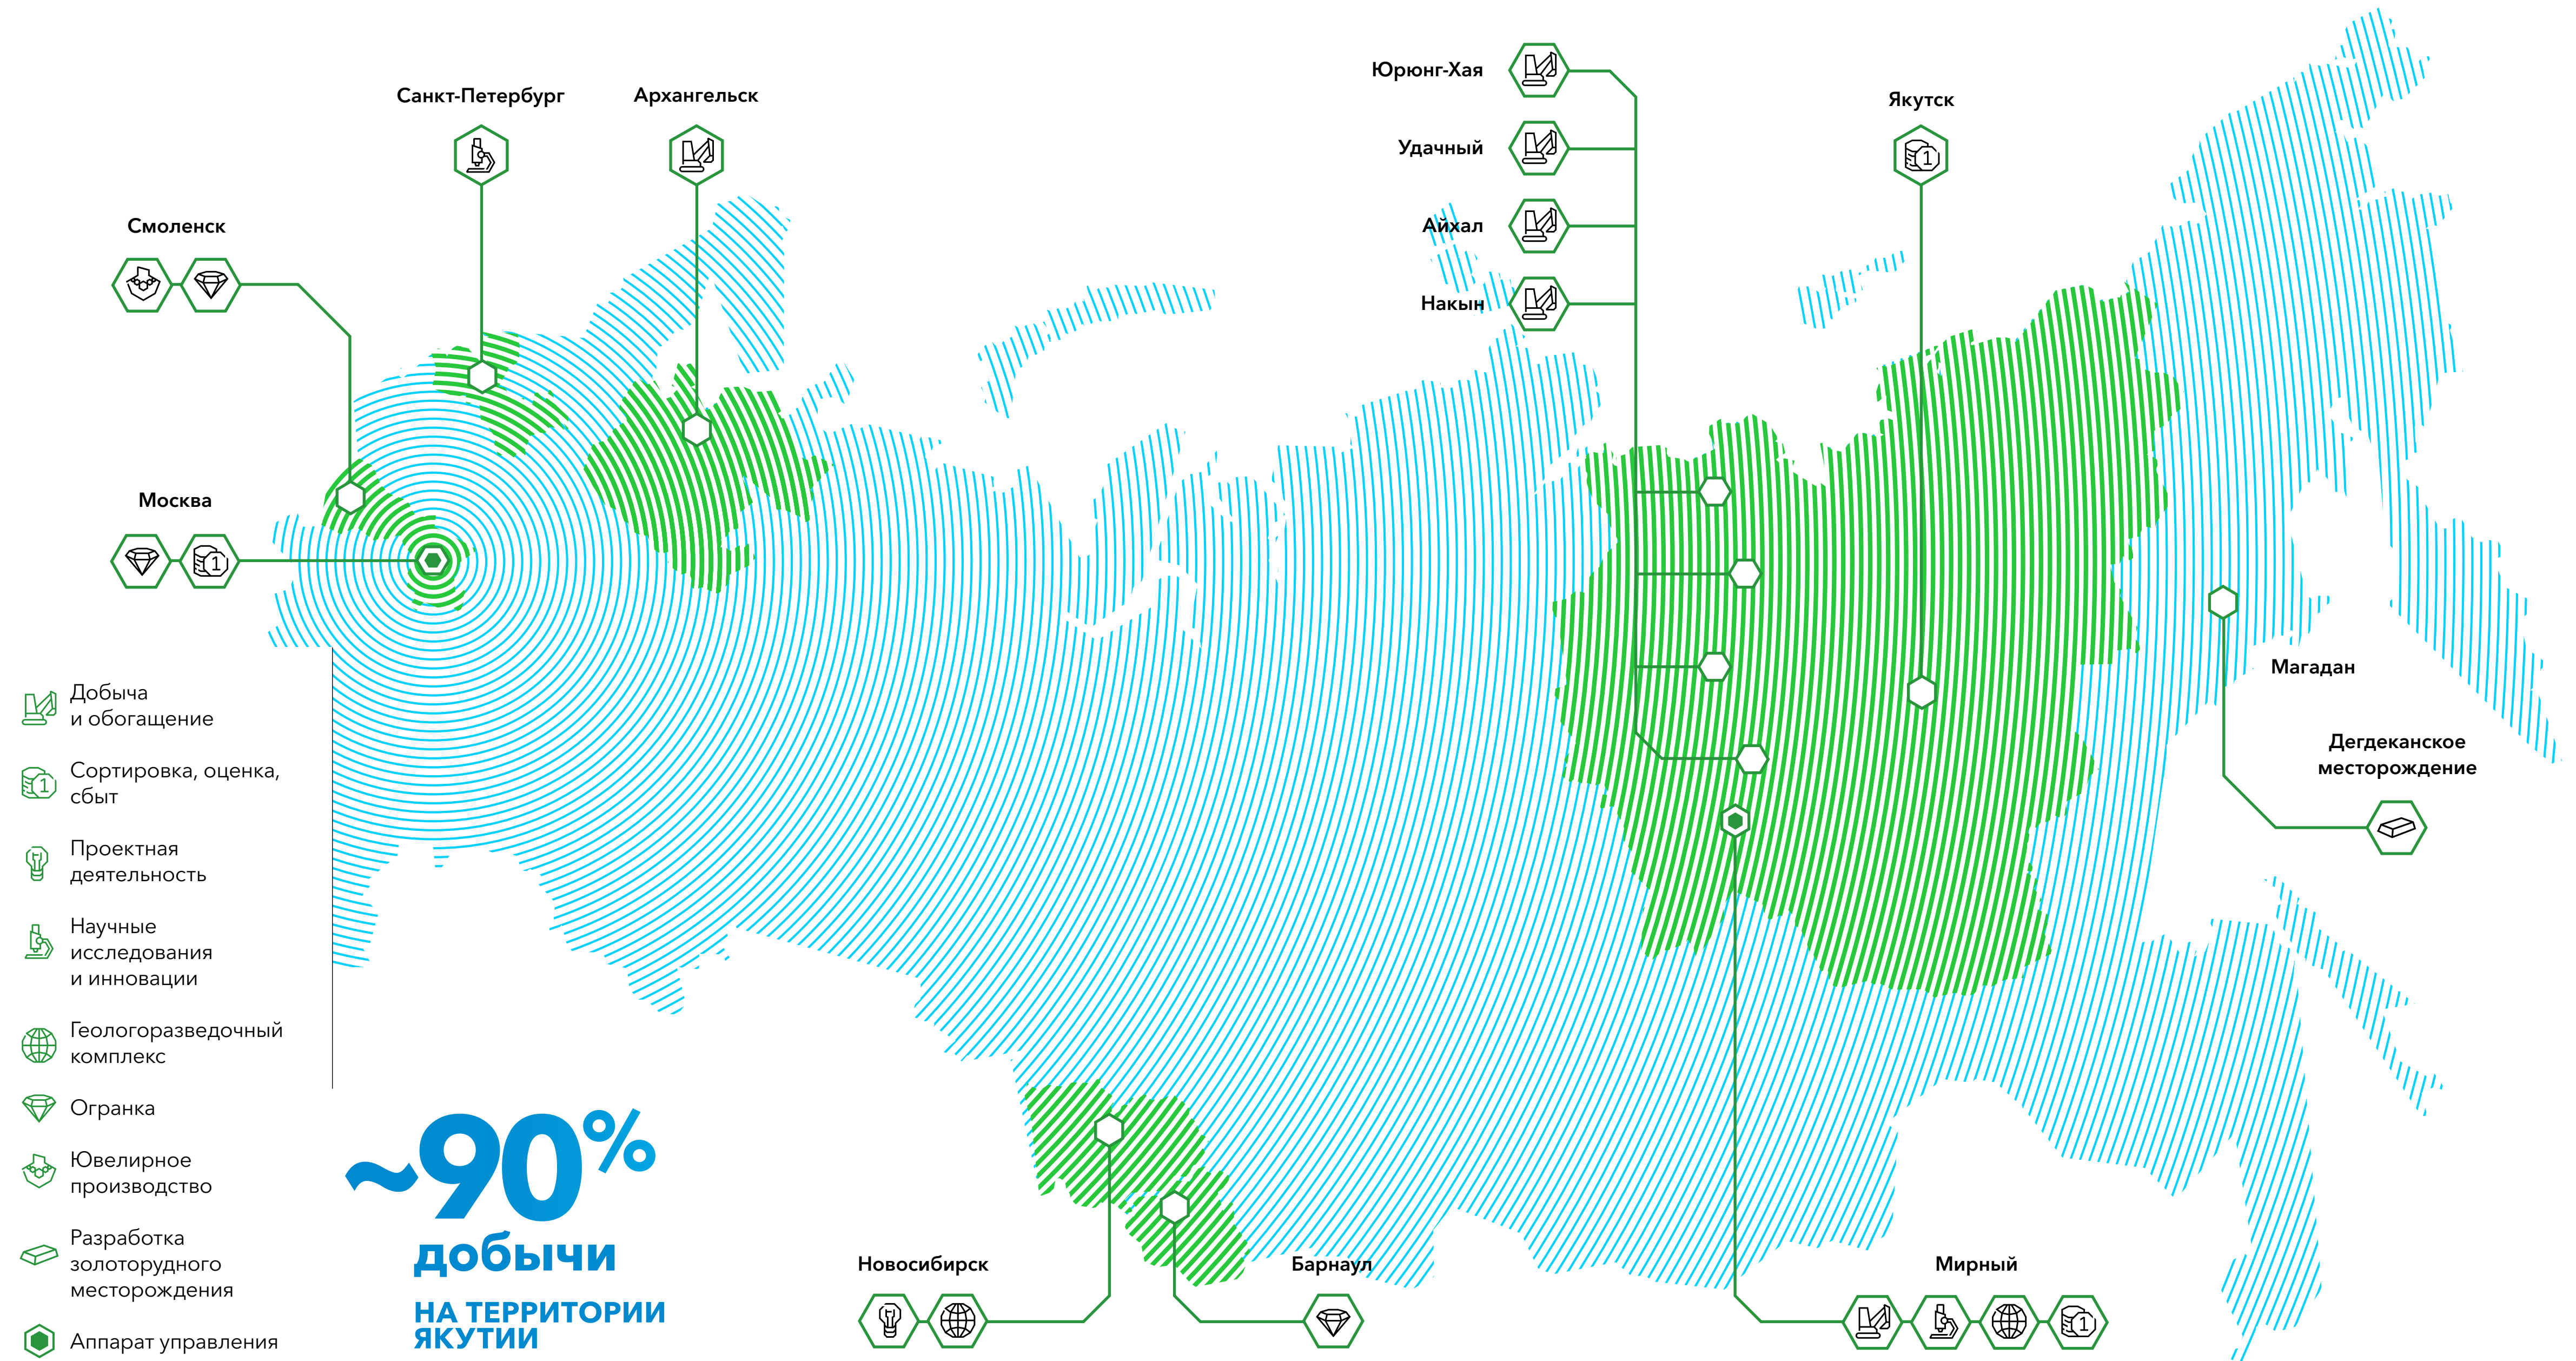 Санкт-Петербург
Архангельск
Юрюнг-Хая
Удачный
Айхал
Накын
Якутск
Смоленск
Москва
Магадан
Дегдеканское
месторождение
1
1
Добыча
и обогащение
Сортировка, оценка,
сбыт
1
Проектная
деятельность
Научные
исследования
и инновации
Геологоразведочный
комплекс
Огранка
Ювелирное
производство
Разработка
золоторудного
месторождения
Аппарат управления
~90%
добычи
НА ТЕРРИТОРИИ
ЯКУТИИ
Новосибирск
Барнаул
Мирный
1